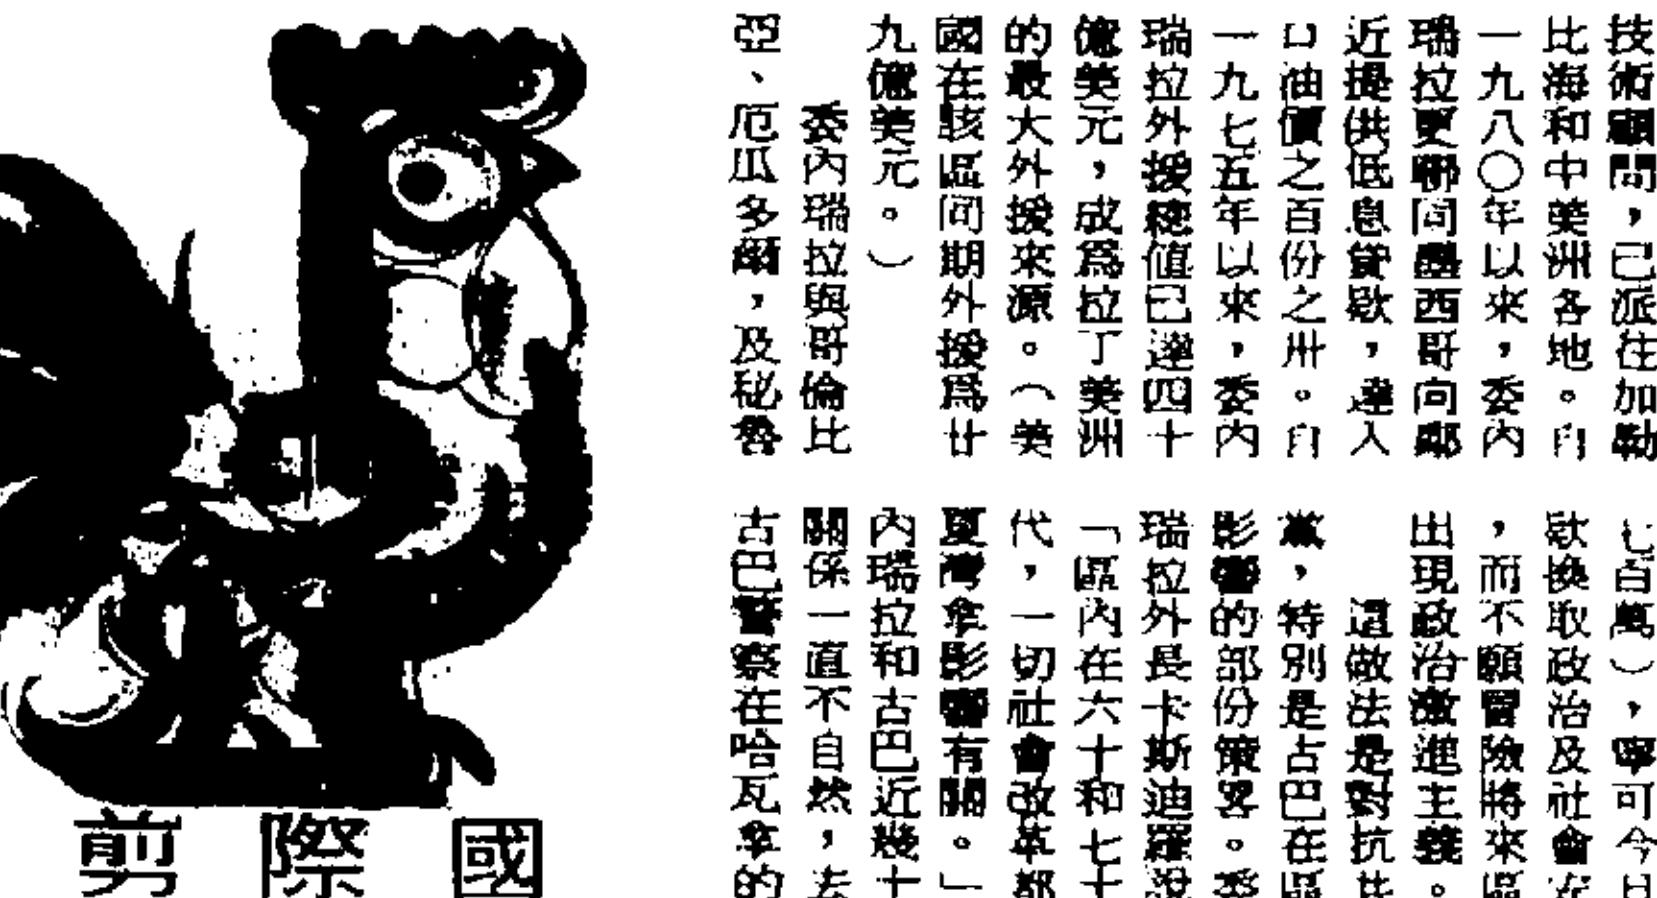 技術顧問,已派往加勒
比海和中美洲各地。自
一九八〇年以來,委內
瑞拉更聯同墨西哥向鄰
近提供低息貸款,達入
口油價之百份之卅。自
一九七五年以來,委內
瑞拉外援總值已達四十
億美元,成爲拉丁美洲
的最大外援來源。(美
國在該區同期外援爲廿
九億美元。)
委內瑞拉與哥倫比
亞、厄瓜多爾,及秘魯
七百萬),寧可今日
欵換取政治及社會安
,而不願冒險將來區
出現政治激進主義。
這做法是對抗共
黨,特別是古巴在區
影響的部份策畧。委
瑞拉外長卡斯迪羅說
「區內在六十和七十
代,一切社會改革都
夏灣拿影響有關。」
內瑞拉和古巴近幾十
關係一直不自然,去
古巴警察在哈瓦拿的
國際剪